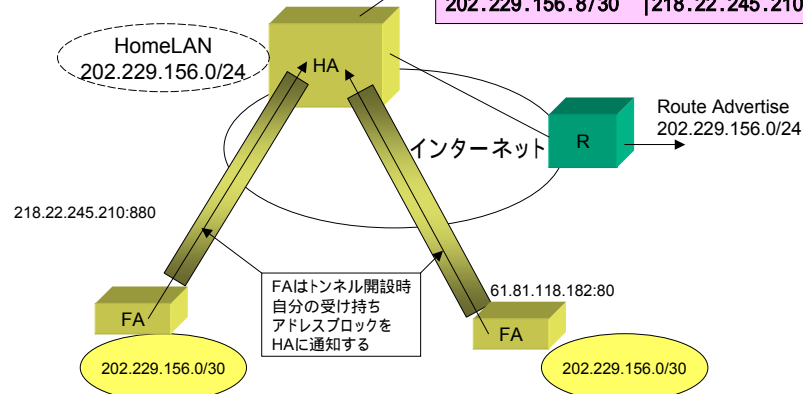 202.229.156.8/30 |218.22.245.210
HomeLAN
202.229.156.0/24
HA
インターネット
R
Route Advertise
202.229.156.0/24
218.22.245.210:880
FAはトンネル開設時
自分の受け持ち
アドレスブロックを
HAに通知する
61.81.118.182:80
FA
FA
202.229.156.0/30
202.229.156.0/30